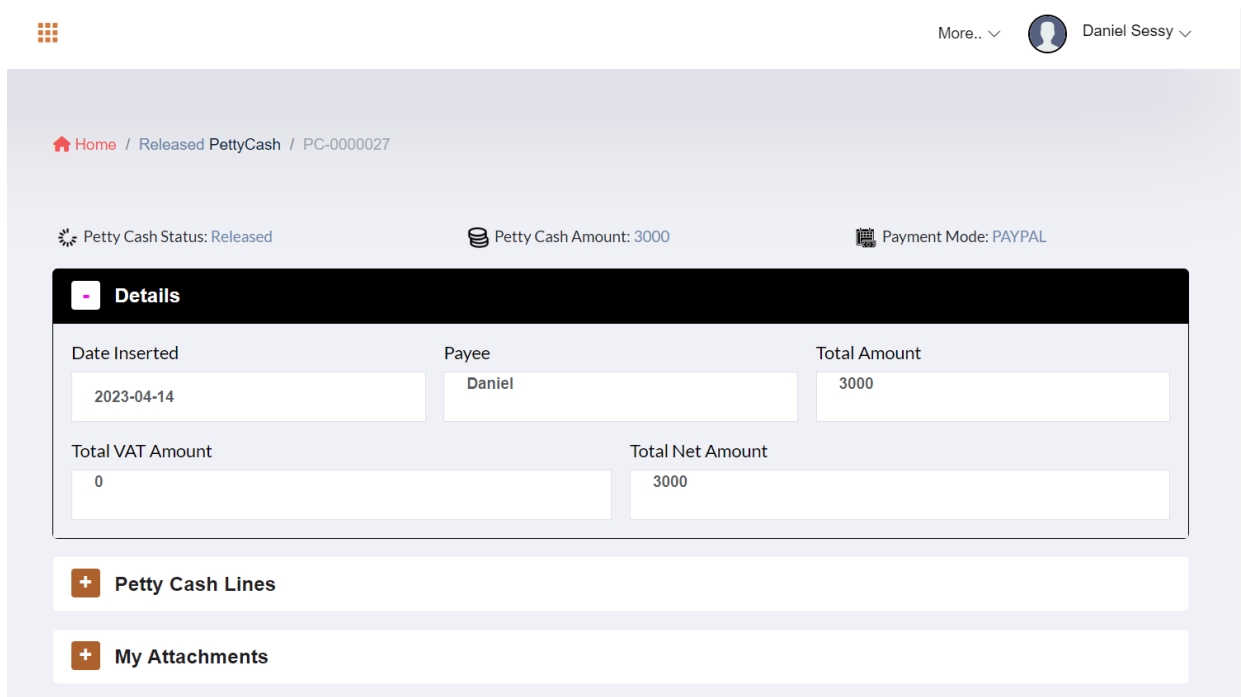 More.. Daniel Sessy
Home / Released PettyCash / PC-0000027
Petty Cash Status: Released Petty Cash Amount: 3000 Payment Mode: PAYPAL
- Details
Date Inserted Payee Total Amount
2023-04-14 Daniel 3000
Total VAT Amount Total Net Amount
0 3000
+ Petty Cash Lines
+ My Attachments